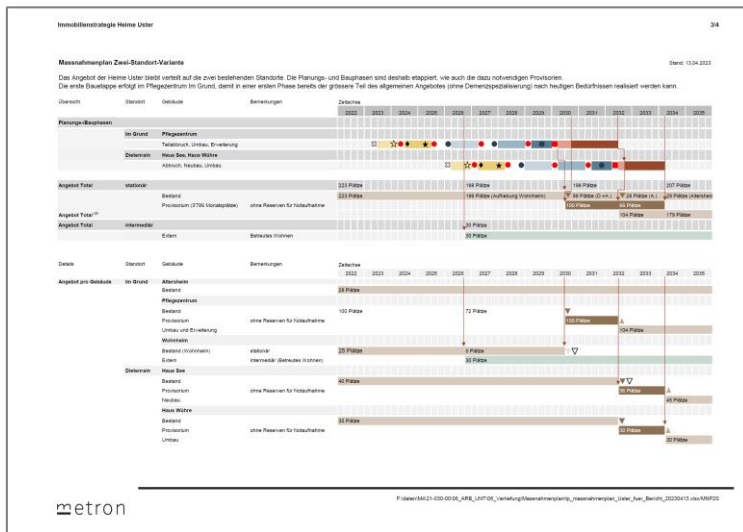 Immobilienstrategie Heime Uster 3/4
Massnahmenplan Zwei-Standort-Variante Stand: 13.04.2023
Das Angebot der Heime Uster bleibt verteilt auf die zwei bestehenden Standorte. Die Planungs- und Bauphasen sind deshalb etappiert, wie auch die dazu notwendigen Provisorien.
Die erste Bauetappe erfolgt im Pflegezentrum Im Grund, damit in einer ersten Phase bereits der grössere Teil des allgemeinen Angebotes (ohne Demenzspezialisierung) nach heutigen Bedürfnissen realisiert werden kann.
Übersicht Standort Gebäude Bemerkungen Zeitachse
2022 2023 2024 2025 2026 2027 2028 2029 2030 2031 2032 2034 2035
Planungs-/Bauphasen
Im Grund Pflegezentrum
Teilabbruch, Umbau, Erweiterung
Dietenrain Haus See, Haus Wühre
Abbruch, Neubau, Umbau
Angebot Total stationär 223 Plätze 198 Plätze 198 Plätze 207 Plätze
Bestand 223 Plätze 198 Plätze (Aufhebung Wohnheim)
Provisorium (3786 Monatsplätze) ohne Reserven für Notaufnahme 100 Plätze
Angebot Total 104 Plätze 179 Plätze
Angebot Total intermediär 30 Plätze
Extern Betreutes Wohnen 30 Plätze
Details Standort Gebäude Bemerkungen Zeitachse
2022 2023 2024 2025 2026 2027 2028 2029 2030 2031 2032 2034 2035
Angebot pro Gebäude Im Grund Altersheim
Bestand 28 Plätze
Pflegezentrum
Bestand 100 Plätze 72 Plätze
Provisorium ohne Reserven für Notaufnahme 100 Plätze
Umbau und Erweiterung 104 Plätze
Wohnheim
Bestand (Wohnheim) stationär 25 Plätze 0 Plätze
Extern intermediär (Betreutes Wohnen) 30 Plätze
Dietenrain Haus See
Bestand 40 Plätze
Provisorium ohne Reserven für Notaufnahme
Neubau 45 Plätze
Haus Wühre
Bestand 30 Plätze
Provisorium ohne Reserven für Notaufnahme 30 Plätze
Umbau 30 Plätze
metron